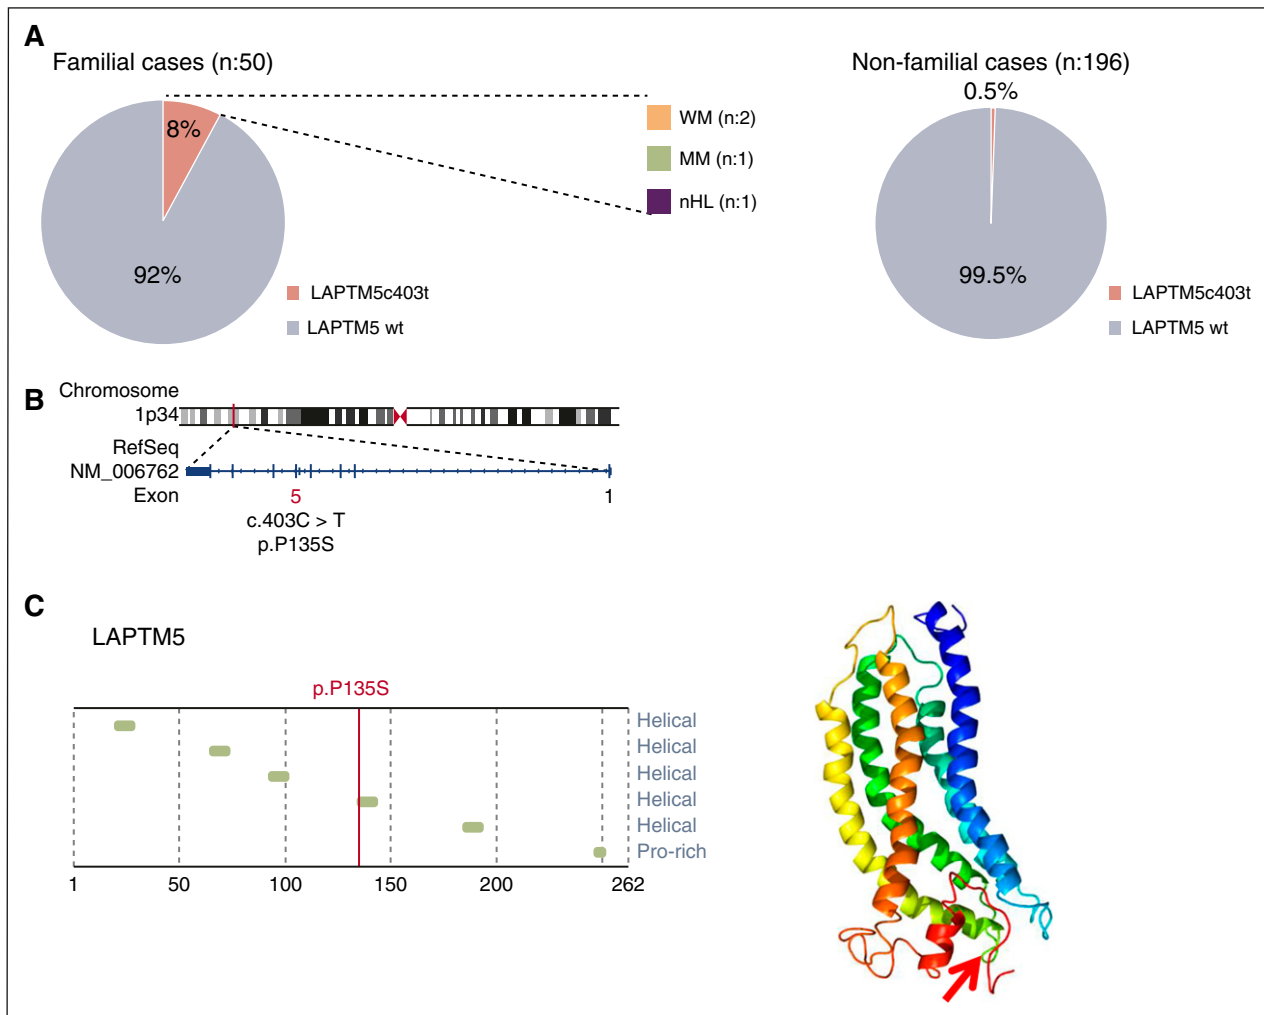 A
Familial cases (n:50)
8%
92%
LAPTM5c403t
LAPTM5 wt
WM (n:2)
MM (n:1)
nHL (n:1)
Non-familial cases (n:196)
0.5%
99.5%
LAPTM5c403t
LAPTM5 wt
B
Chromosome
1p34
RefSeq
NM_006762
Exon
5
1
c.403C > T
p.P135S
C
LAPTM5
p.P135S
Helical
Helical
Helical
Helical
Helical
Pro-rich
1 50 100 150 200 262